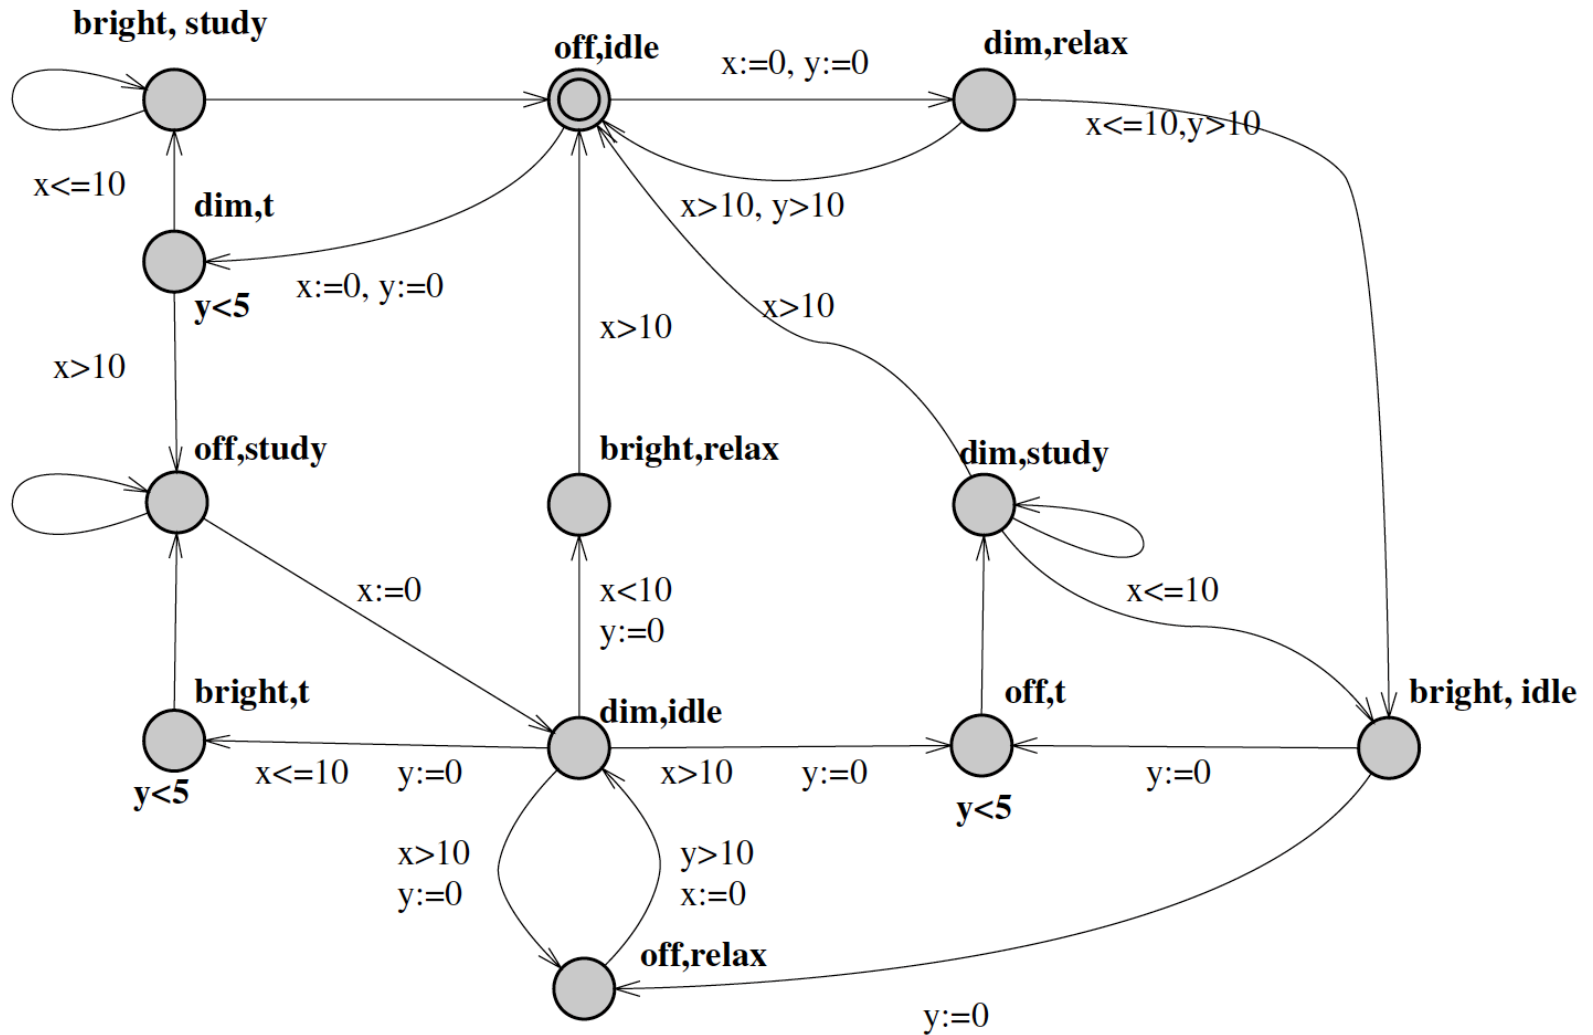 bright, study
off,idle
dim,relax
x:=0, y:=0
x<=10,y>10
x<=10
dim,t
x>10, y>10
x:=0, y:=0
y<5
x>10
x>10
x>10
off,study
bright,relax
dim,study
x:=0
x<10
y:=0
x<=10
bright,t
dim,idle
off,t
bright, idle
y<5
x<=10 y:=0
x>10 y:=0
y<5
y:=0
x>10
y:=0
y>10
x:=0
off,relax
y:=0